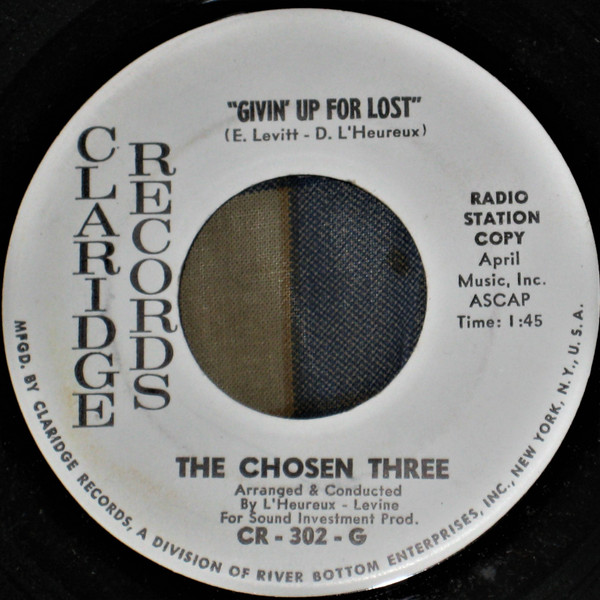 "GIVIN' UP FOR LOST"
(E. Levitt - D. L'Heureux)
CLARIDGE
RECORDS
RADIO
STATION
COPY
April
Music, Inc.
ASCAP
Time: 1:45
THE CHOSEN THREE
Arranged & Conducted
By L'Heureux - Levine
For Sound Investment Prod.
CR - 302 - G
MFGD. BY CLARIDGE RECORDS, A DIVISION OF RIVER BOTTOM ENTERPRISES, INC., NEW YORK, N.Y., U.S.A.